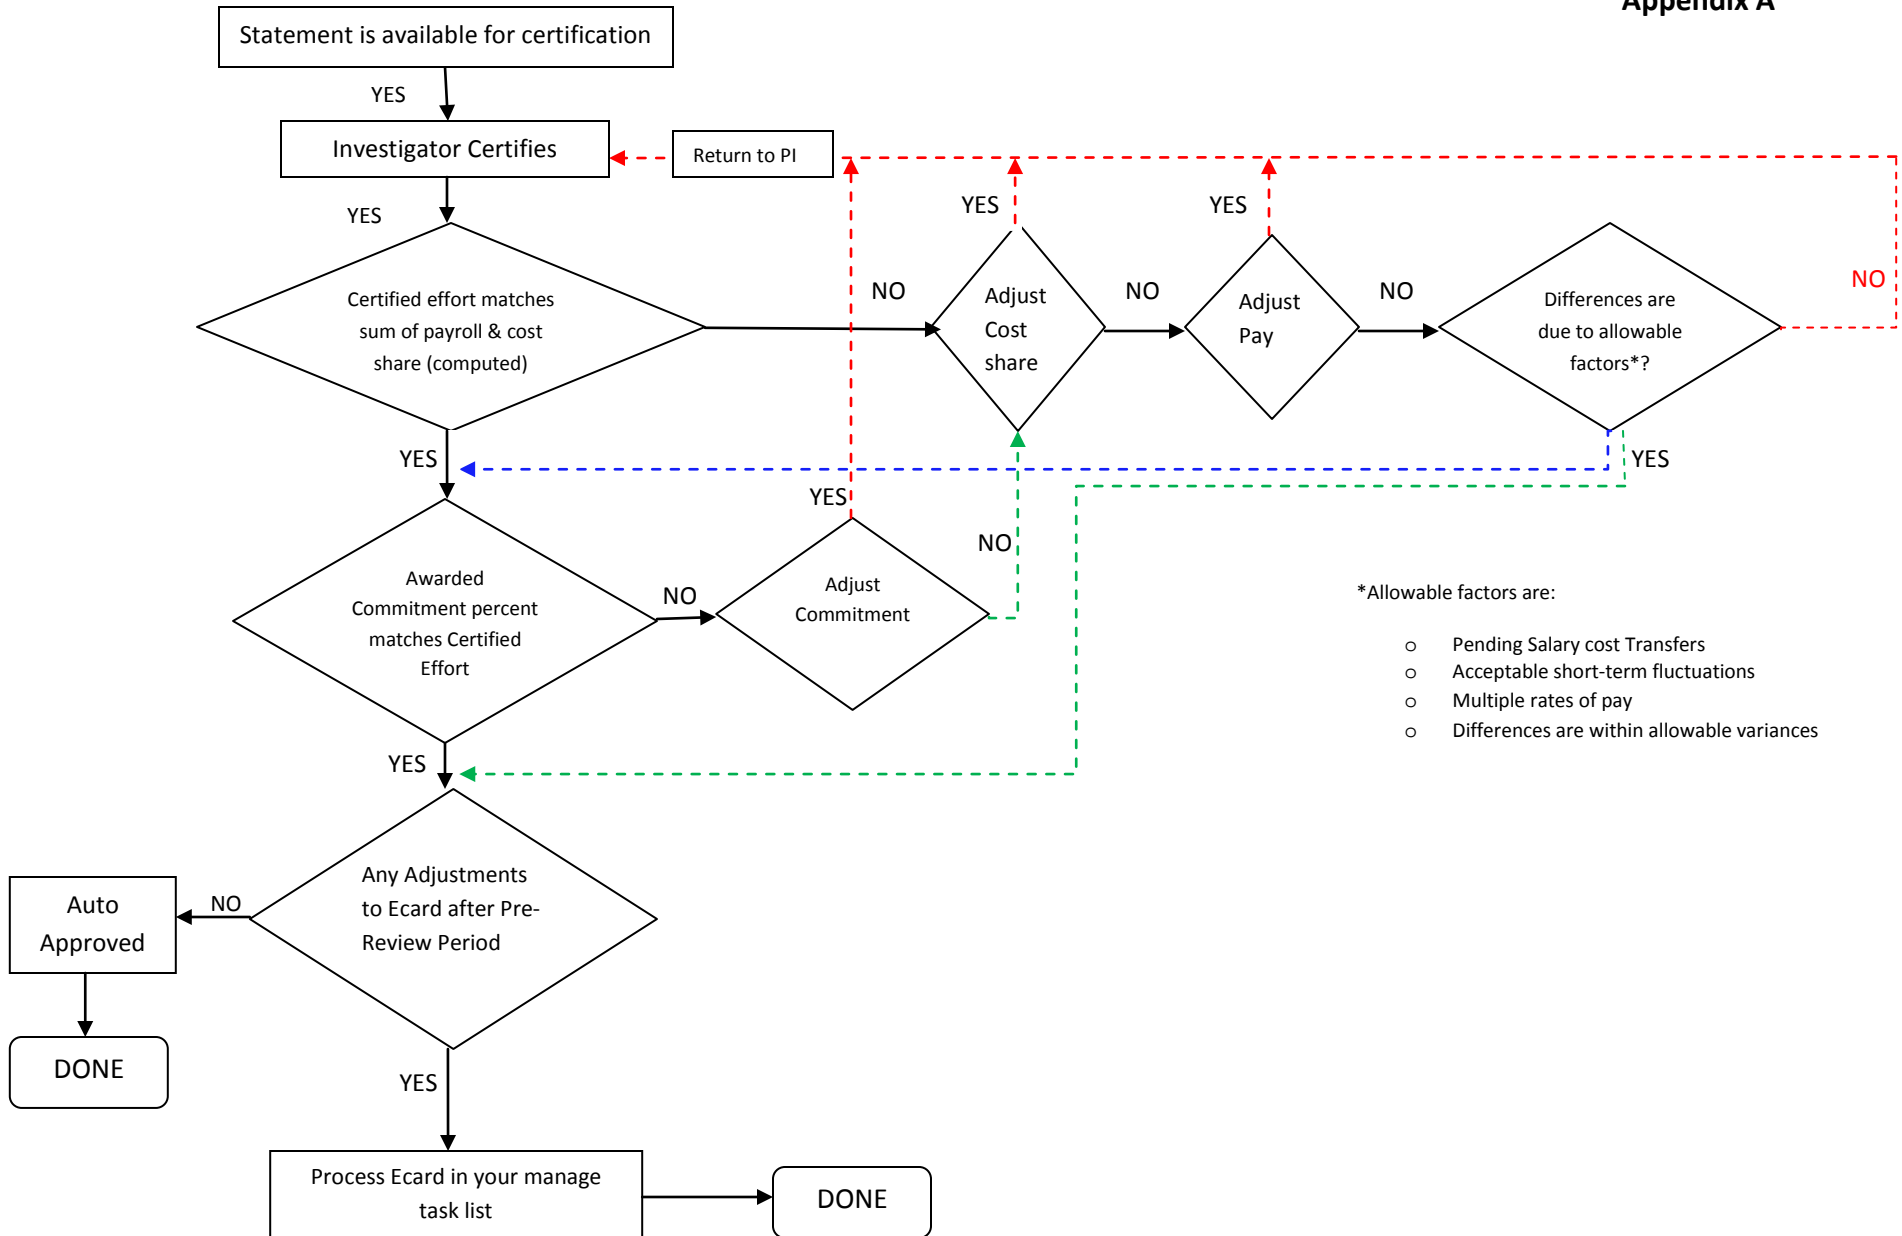 Appendix A
Statement is available for certification
YES
Investigator Certifies
Return to PI
YES
YES
YES
Certified effort matches
sum of payroll & cost
share (computed)
NO
Adjust
Cost
share
NO
Adjust
Pay
NO
Differences are
due to allowable
factors*?
NO
YES
YES
YES
Awarded
Commitment percent
matches Certified
Effort
NO
Adjust
Commitment
NO
*Allowable factors are:
o Pending Salary cost Transfers
o Acceptable short-term fluctuations
o Multiple rates of pay
o Differences are within allowable variances
YES
Any Adjustments
to Ecard after Pre-
Review Period
NO
Auto
Approved
DONE
YES
Process Ecard in your manage
task list
DONE